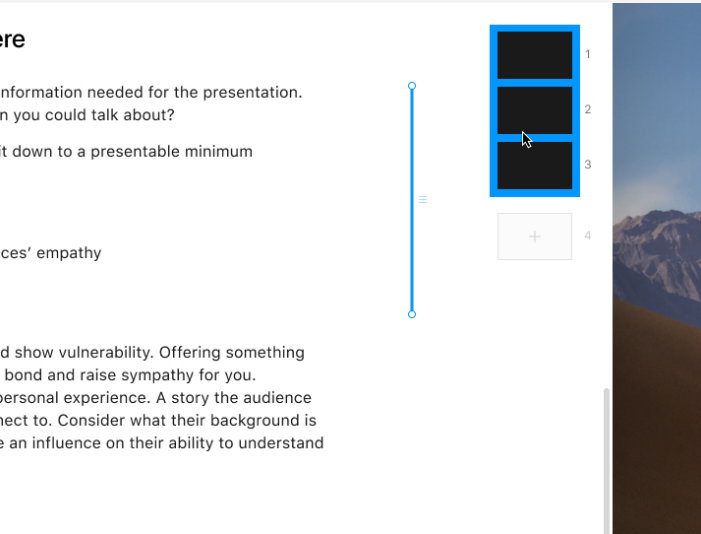 ere
nformation needed for the presentation.
n you could talk about?
it down to a presentable minimum
ces’ empathy
d show vulnerability. Offering something
bond and raise sympathy for you.
personal experience. A story the audience
nect to. Consider what their background is
e an influence on their ability to understand
1
2
3
4